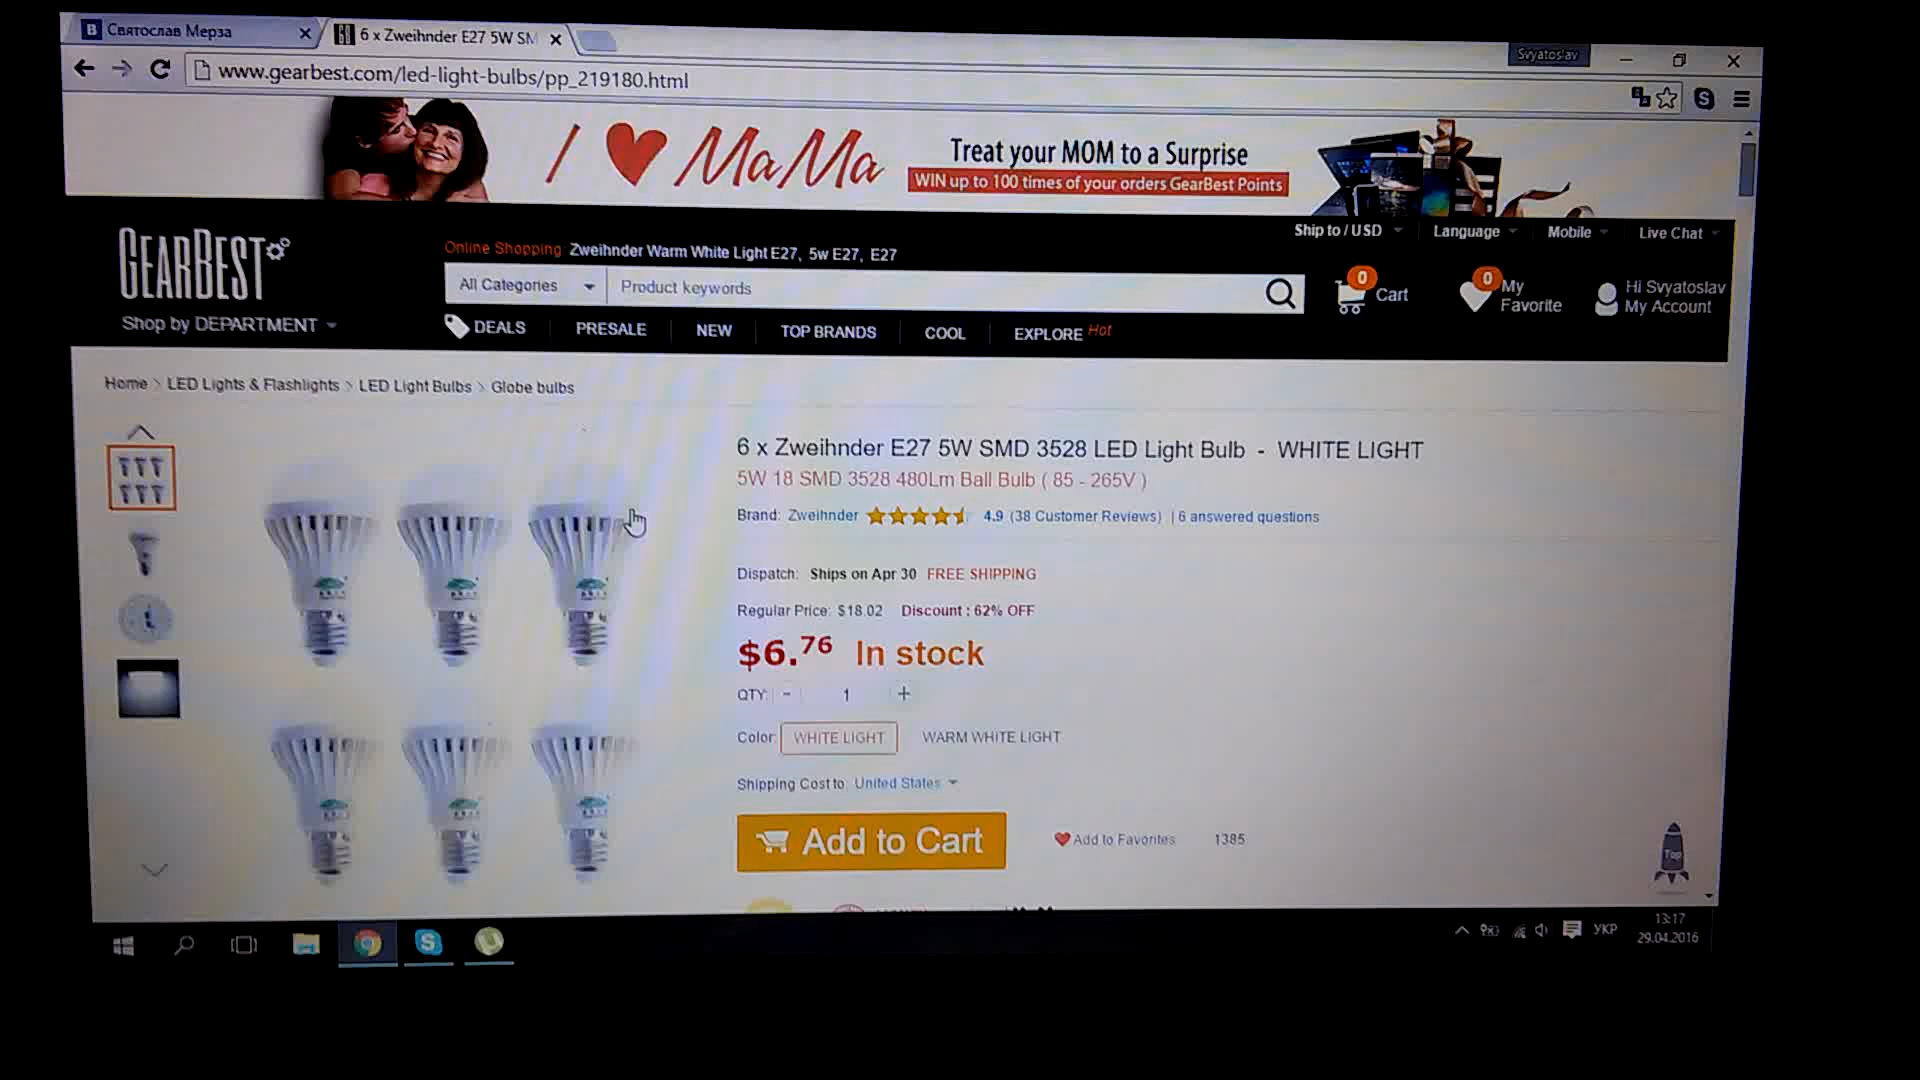 Святослав Мерза
6 x Zweihnder E27 5W SM
Svyatoslav
www.gearbest.com/led-light-bulbs/pp_219180.html
I MaMa
Treat your MOM to a Surprise
WIN up to 100 times of your orders GearBest Points
Ship to / USD Language Mobile Live Chat
GEARBEST
Online Shopping Zweihnder Warm White Light E27, 5w E27, E27
All Categories Product keywords
0 Cart
0 My Favorite
Hi Svyatoslav
My Account
Shop by DEPARTMENT
DEALS PRESALE NEW TOP BRANDS COOL EXPLORE Hot
Home > LED Lights & Flashlights > LED Light Bulbs > Globe bulbs
6 x Zweihnder E27 5W SMD 3528 LED Light Bulb - WHITE LIGHT
5W 18 SMD 3528 480Lm Ball Bulb ( 85 - 265V )
Brand: Zweihnder 4.9 (38 Customer Reviews) | 6 answered questions
Dispatch: Ships on Apr 30 FREE SHIPPING
Regular Price: $18.02 Discount : 62% OFF
$6.76 In stock
QTY: - 1 +
Color: WHITE LIGHT WARM WHITE LIGHT
Shipping Cost to: United States
Add to Cart Add to Favorites 1385
Top
УКР
13:17
29.04.2016